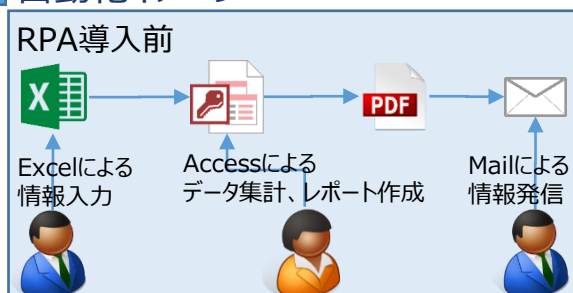 RPA導入前
PDF
Excelによる
情報入力
Accessによる
データ集計、レポート作成
Mailによる
情報発信